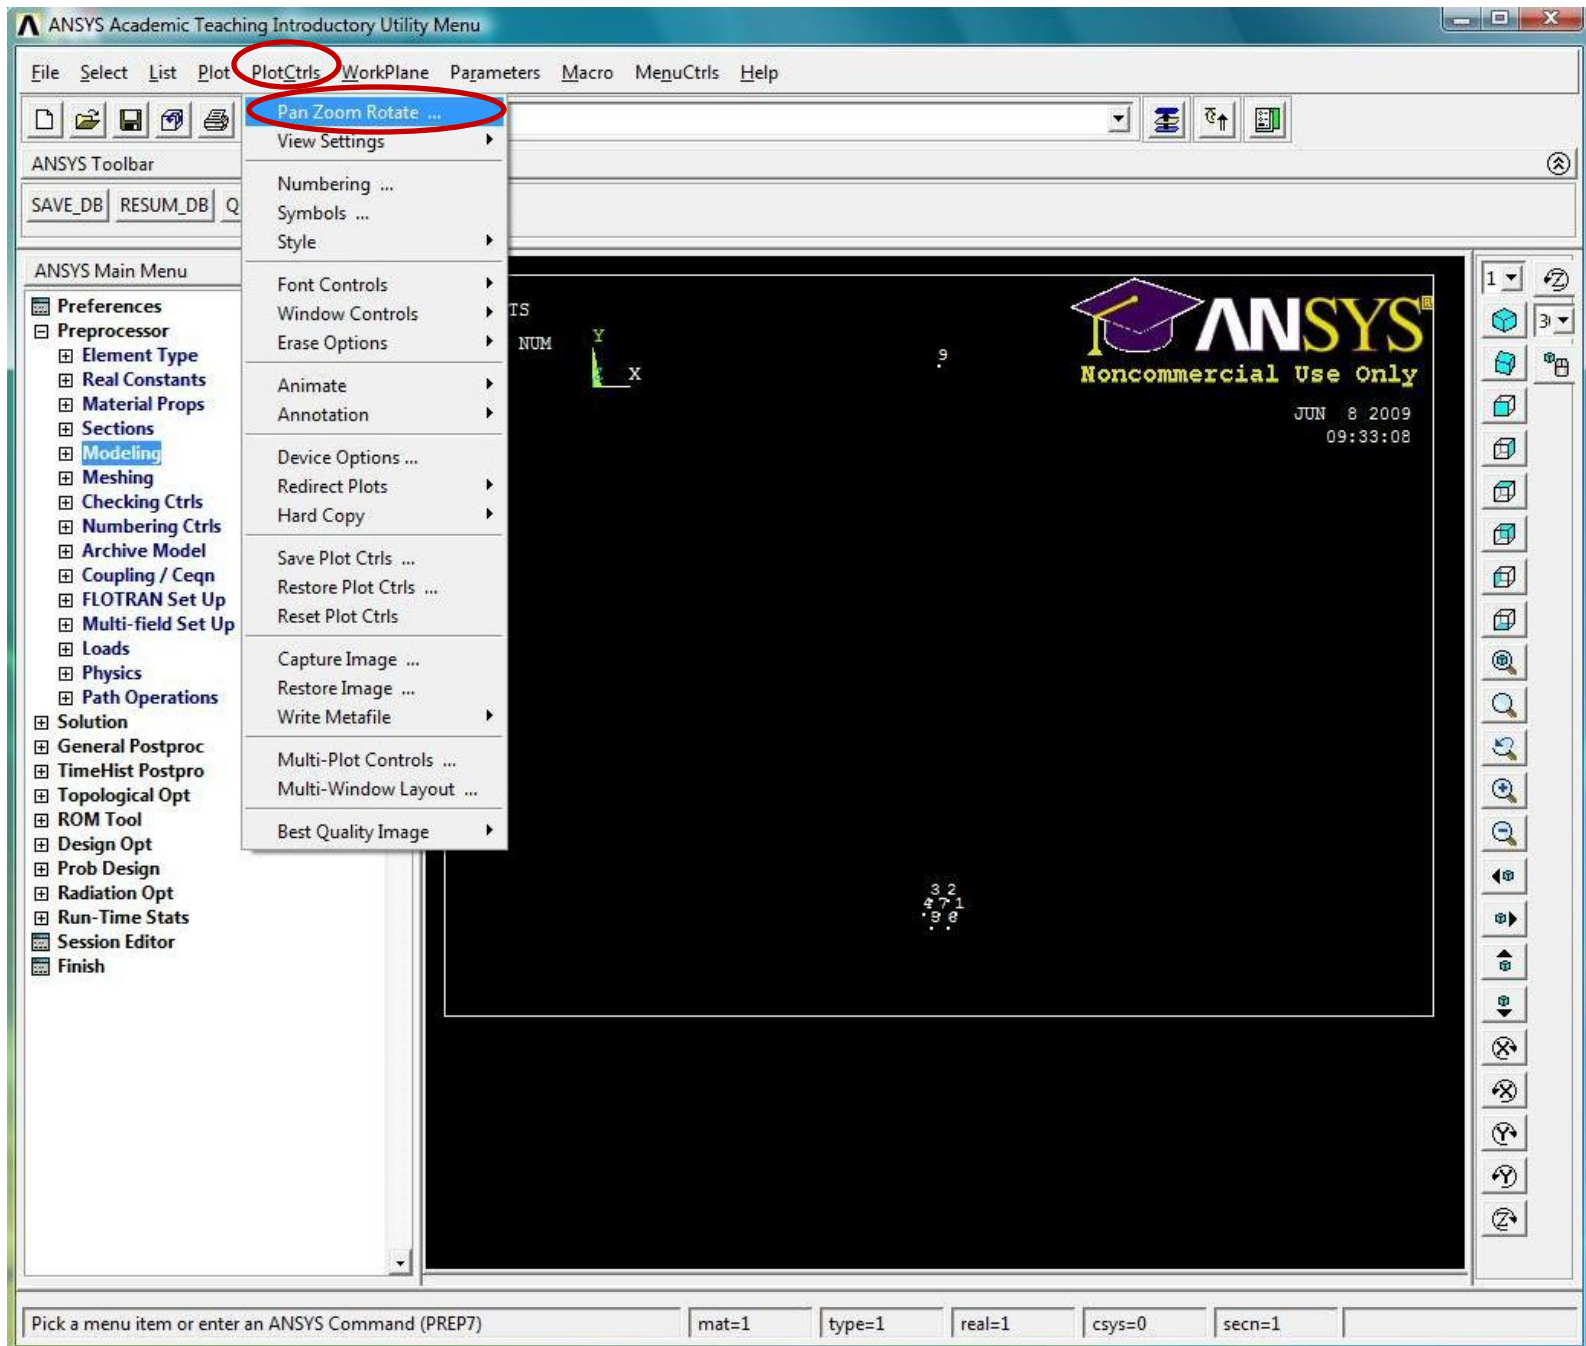 ANSYS Academic Teaching Introductory Utility Menu
File Select List Plot PlotCtrls WorkPlane Parameters Macro MenuCtrls Help
Pan Zoom Rotate ...
View Settings
ANSYS Toolbar
Numbering ...
SAVE_DB RESUM_DB Q
Symbols ...
Style
ANSYS Main Menu
Preferences
Preprocessor
Element Type
Real Constants
Material Props
Sections
Modeling
Meshing
Checking Ctrls
Numbering Ctrls
Archive Model
Coupling / Ceqn
FLOTRAN Set Up
Multi-field Set Up
Loads
Physics
Path Operations
Solution
General Postproc
TimeHist Postpro
Topological Opt
ROM Tool
Design Opt
Prob Design
Radiation Opt
Run-Time Stats
Session Editor
Finish
Font Controls
Window Controls
Erase Options
Animate
Annotation
Device Options ...
Redirect Plots
Hard Copy
Save Plot Ctrls ...
Restore Plot Ctrls ...
Reset Plot Ctrls
Capture Image ...
Restore Image ...
Write Metafile
Multi-Plot Controls ...
Multi-Window Layout ...
Best Quality Image
TS
NUM
Y
X
9
ANSYS®
Noncommercial Use Only
JUN 8 2009
09:33:08
3 2
4 7 1
1
Z
X
X
Y
Y
Z
Pick a menu item or enter an ANSYS Command (PREP7) mat=1 type=1 real=1 csys=0 secn=1